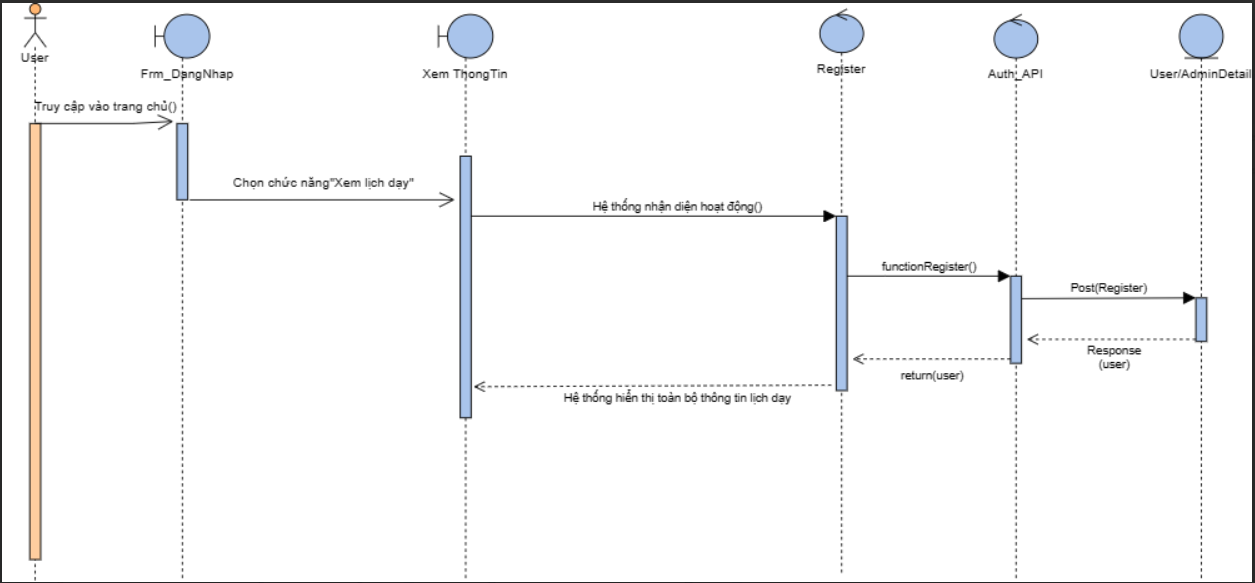 User
Frm_DangNhap
Xem ThongTin
Register
Auth_API
User/AdminDetail
Truy cập vào trang chủ()
Chọn chức năng"Xem lịch dạy"
Hệ thống nhận diện hoạt động()
functionRegister()
Post(Register)
Response
(user)
return(user)
Hệ thống hiển thị toàn bộ thông tin lịch dạy